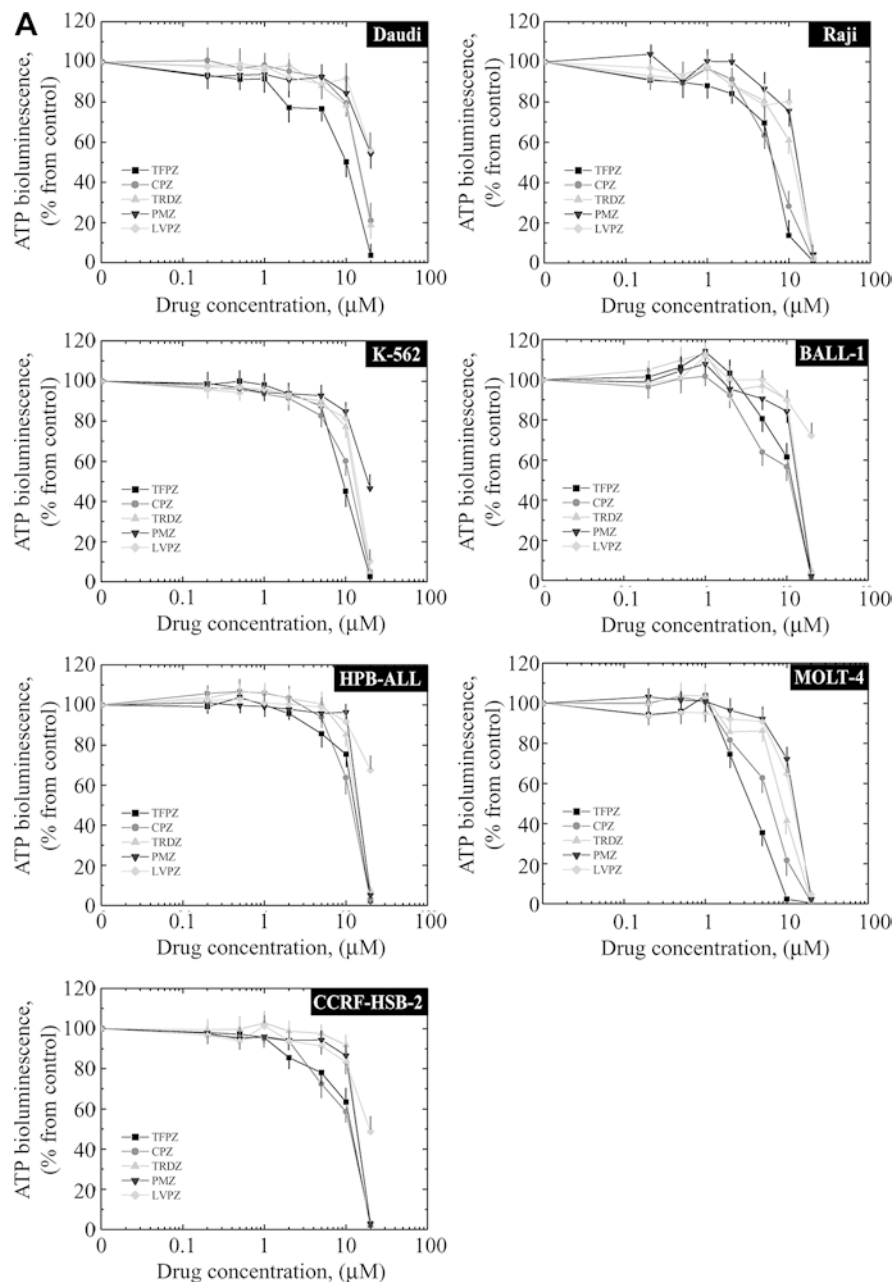 A
Daudi
ATP bioluminescence,
(% from control)
120
100
80
60
40
20
0
TFPZ
CPZ
TRDZ
PMZ
LVPZ
0
0.1
1
10
100
Drug concentration, (μM)
Raji
ATP bioluminescence,
(% from control)
120
100
80
60
40
20
0
TFPZ
CPZ
TRDZ
PMZ
LVPZ
0
0.1
1
10
100
Drug concentration, (μM)
K-562
ATP bioluminescence,
(% from control)
120
100
80
60
40
20
0
TFPZ
CPZ
TRDZ
PMZ
LVPZ
0
0.1
1
10
100
Drug concentration, (μM)
BALL-1
ATP bioluminescence,
(% from control)
120
100
80
60
40
20
0
TFPZ
CPZ
TRDZ
PMZ
LVPZ
0
0.1
1
10
100
Drug concentration, (μM)
HPB-ALL
ATP bioluminescence,
(% from control)
120
100
80
60
40
20
0
TFPZ
CPZ
TRDZ
PMZ
LVPZ
0
0.1
1
10
100
Drug concentration, (μM)
MOLT-4
ATP bioluminescence,
(% from control)
120
100
80
60
40
20
0
TFPZ
CPZ
TRDZ
PMZ
LVPZ
0
0.1
1
10
100
Drug concentration, (μM)
CCRF-HSB-2
ATP bioluminescence,
(% from control)
120
100
80
60
40
20
0
TFPZ
CPZ
TRDZ
PMZ
LVPZ
0
0.1
1
10
100
Drug concentration, (μM)